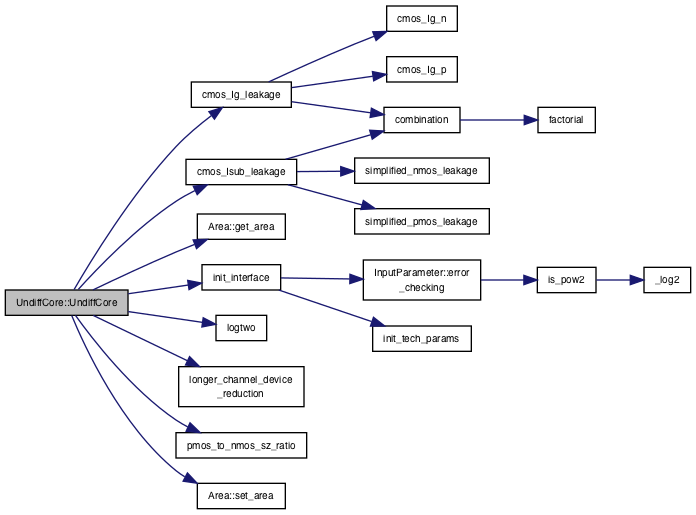 cmos_Ig_n
cmos_Ig_p
cmos_Ig_leakage
combination
factorial
cmos_Isub_leakage
simplified_nmos_leakage
simplified_pmos_leakage
Area::get_area
init_interface
InputParameter::error
_checking
is_pow2
_log2
UndiffCore::UndiffCore
logtwo
init_tech_params
longer_channel_device
_reduction
pmos_to_nmos_sz_ratio
Area::set_area